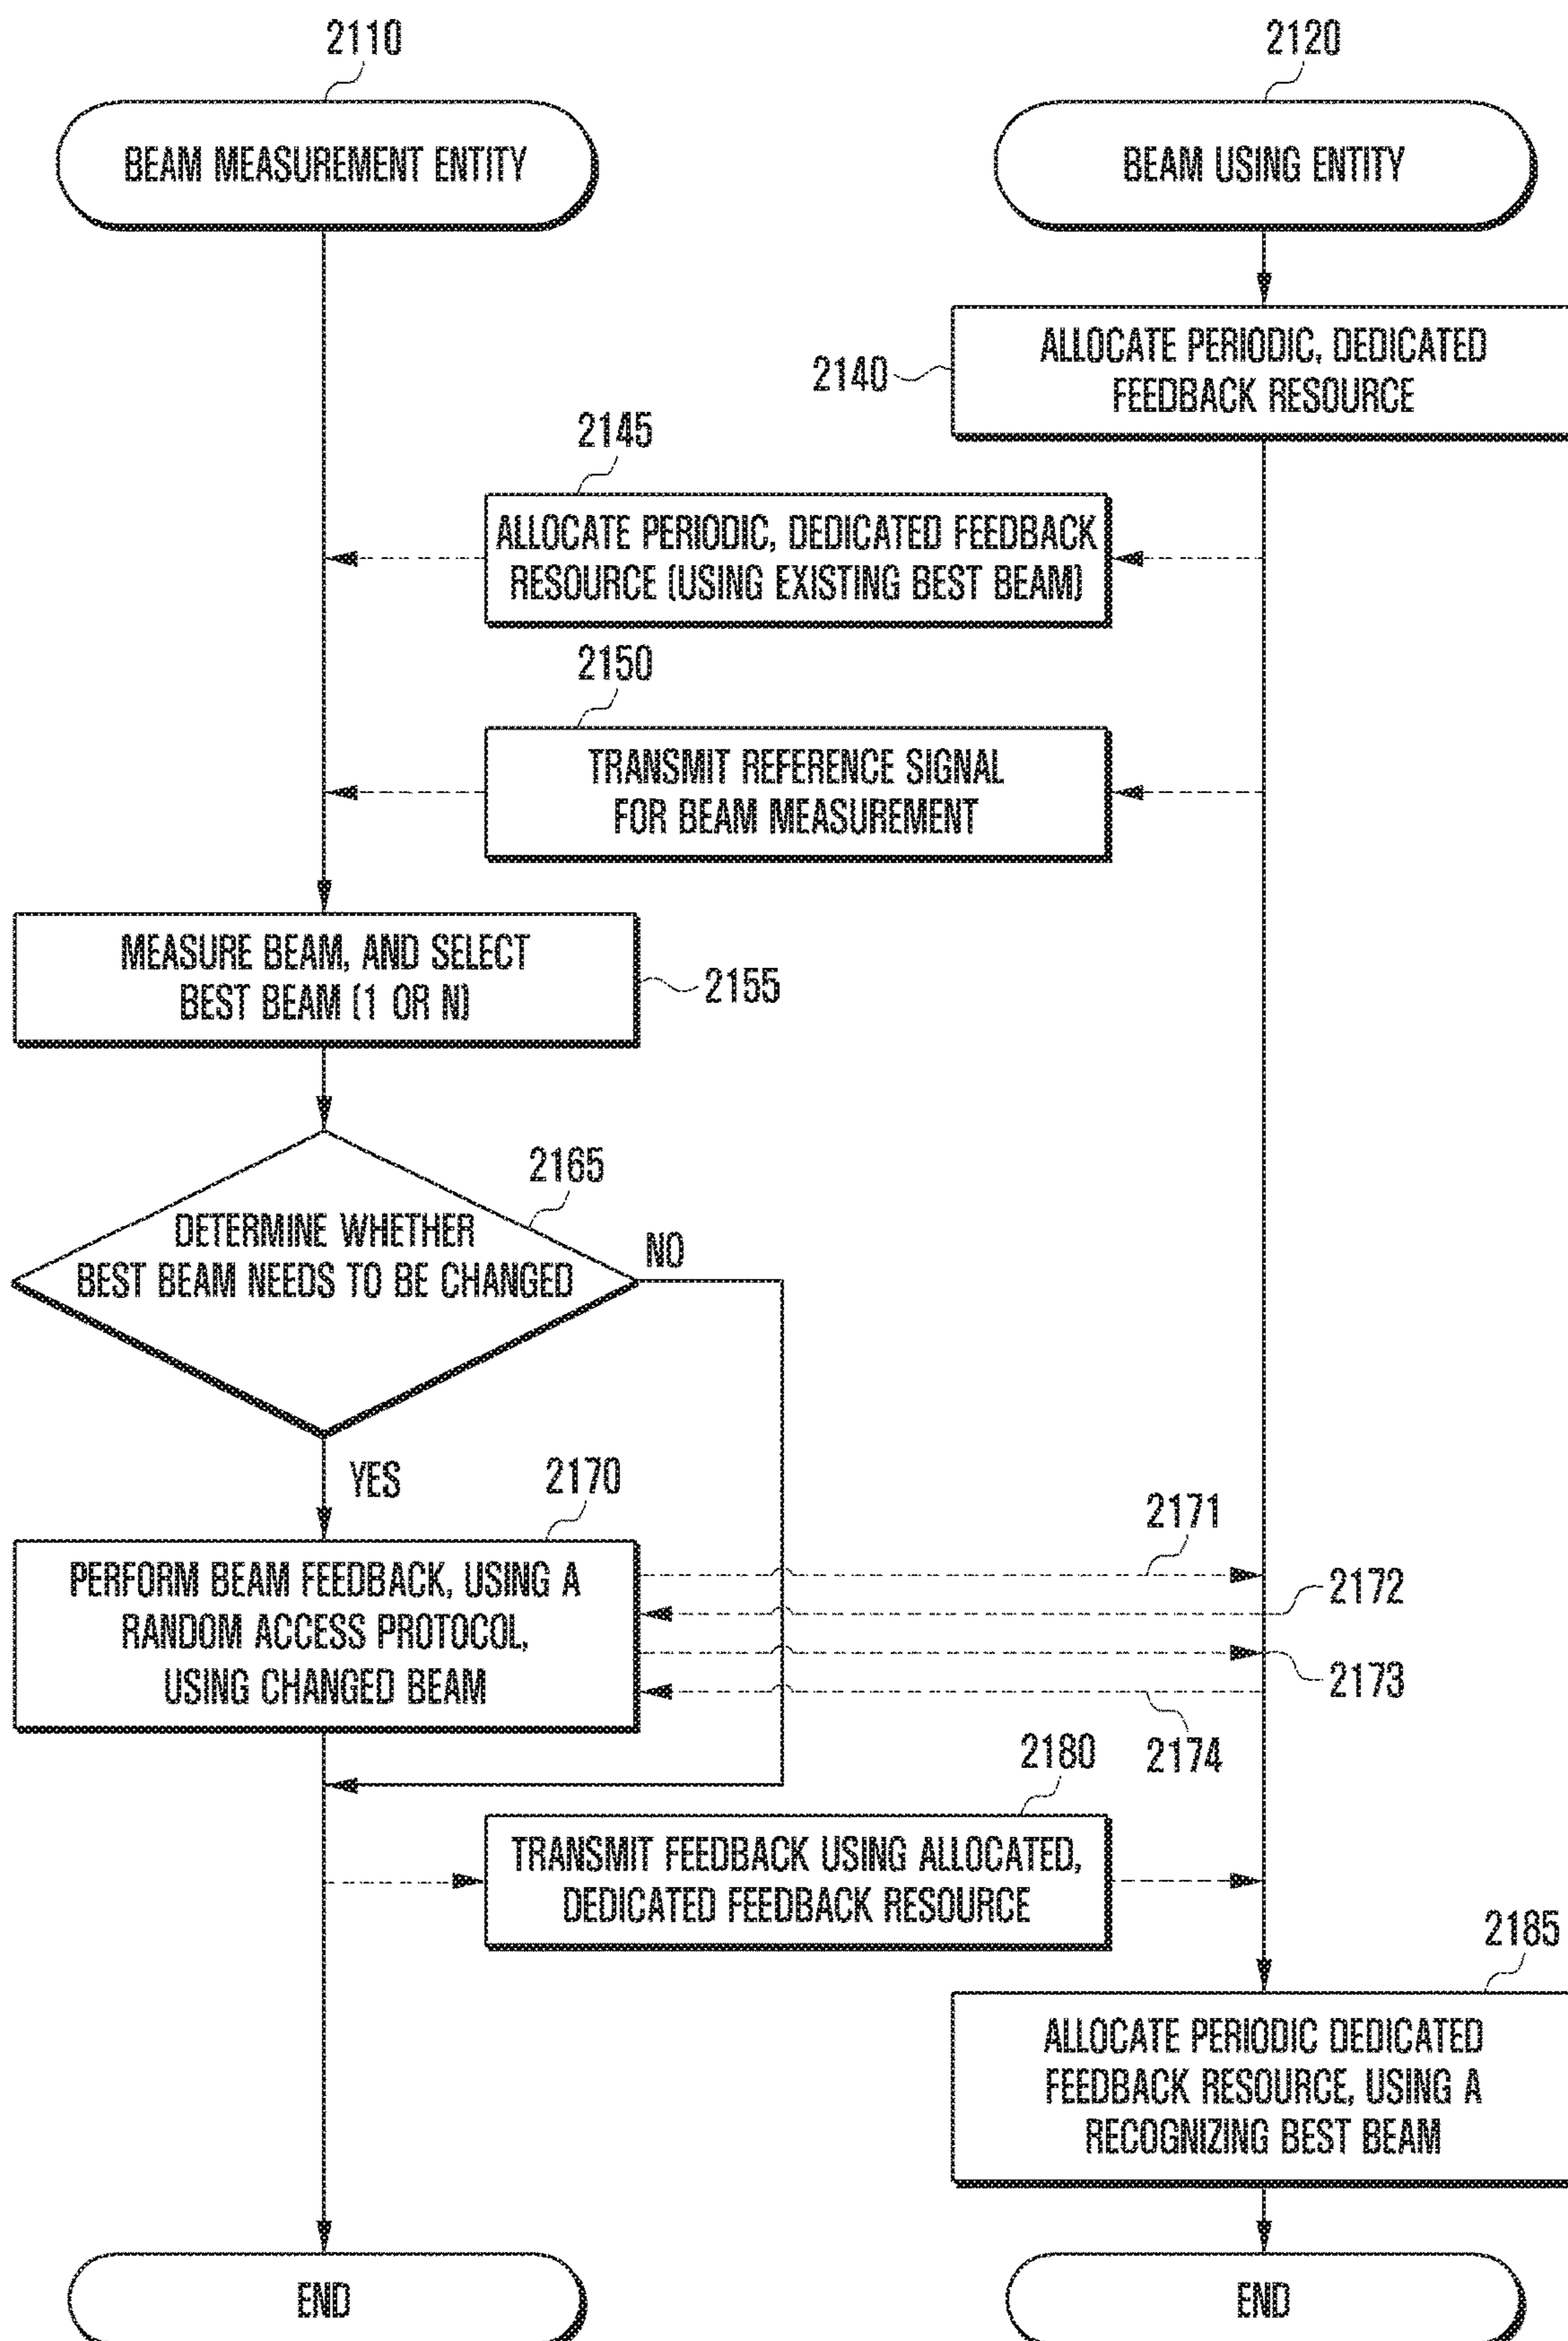 2110
2120
BEAM MEASUREMENT ENTITY
BEAM USING ENTITY
ALLOCATE PERIODIC, DEDICATED
FEEDBACK RESOURCE
2140
2145
ALLOCATE PERIODIC, DEDICATED FEEDBACK
RESOURCE (USING EXISTING BEST BEAM)
2150
TRANSMIT REFERENCE SIGNAL
FOR BEAM MEASUREMENT
MEASURE BEAM, AND SELECT
BEST BEAM (1 OR N)
2155
2165
DETERMINE WHETHER
BEST BEAM NEEDS TO BE CHANGED
NO
YES
2170
PERFORM BEAM FEEDBACK, USING A
RANDOM ACCESS PROTOCOL,
USING CHANGED BEAM
2171
2172
2173
2174
2180
TRANSMIT FEEDBACK USING ALLOCATED,
DEDICATED FEEDBACK RESOURCE
2185
ALLOCATE PERIODIC DEDICATED
FEEDBACK RESOURCE, USING A
RECOGNIZING BEST BEAM
END
END